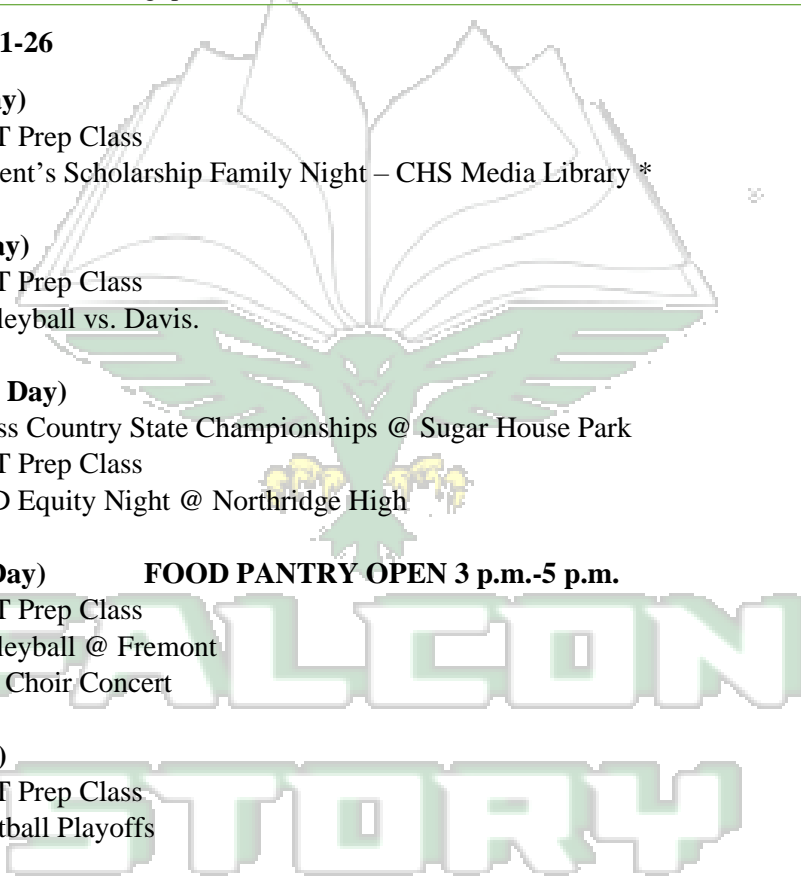 1-26
y)
T Prep Class
ent’s Scholarship Family Night – CHS Media Library *
ay)
T Prep Class
leyball vs. Davis.
Day)
ss Country State Championships @ Sugar House Park
T Prep Class
D Equity Night @ Northridge High
Day) FOOD PANTRY OPEN 3 p.m.-5 p.m.
T Prep Class
leyball @ Fremont
Choir Concert
)
T Prep Class
tball Playoffs
FALCON
STORY